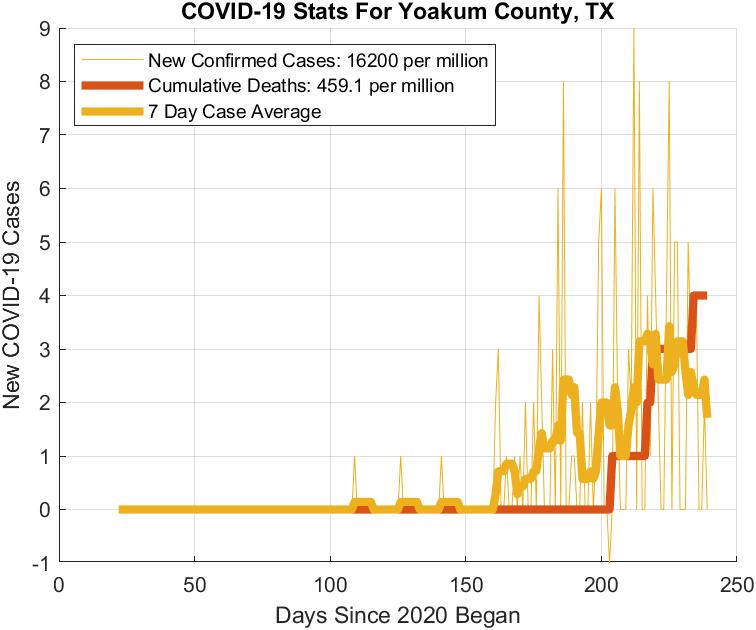 COVID-19 Stats For Yoakum County, TX
New Confirmed Cases: 16200 per million
Cumulative Deaths: 459.1 per million
7 Day Case Average
New COVID-19 Cases
9
8
7
6
5
4
3
2
1
0
-1
0 50 100 150 200 250
Days Since 2020 Began